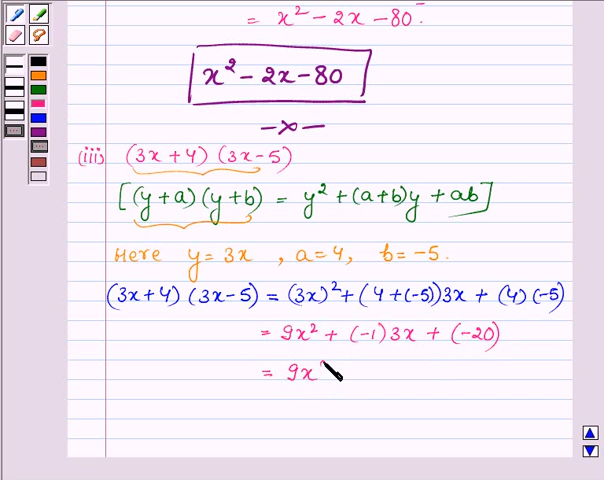 = x² - 2x - 80.
x² - 2x - 80
-x-
(iii) (3x+4) (3x-5)
[(y+a)(y+b) = y² + (a+b)y + ab]
Here y = 3x , a = 4, b = -5.
(3x+4) (3x-5) = (3x)² + (4+(-5))3x + (4)(-5)
= 9x² + (-1)3x + (-20)
= 9x²